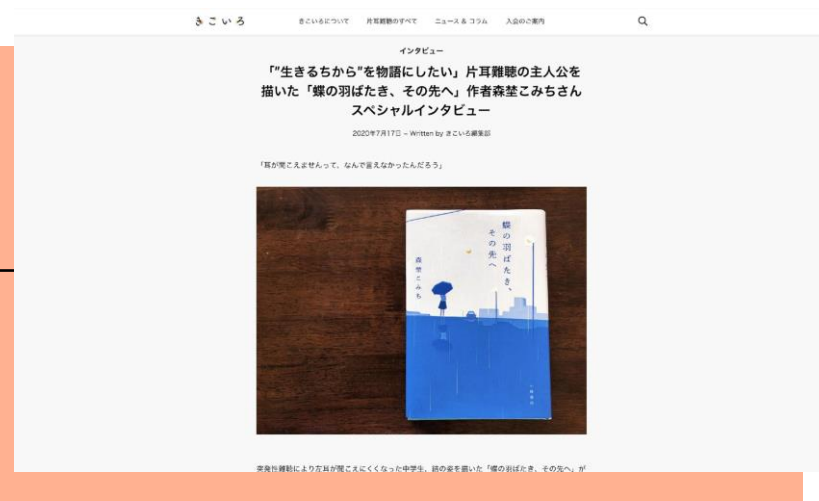 きこいろ
きこいろについて 片耳難聴のすべて ニュース & コラム 入会のご案内
インタビュー
「”生きるちから”を物語にしたい」片耳難聴の主人公を
描いた「蝶の羽ばたき、その先へ」作者森埜こみちさん
スペシャルインタビュー
2020年7月17日 – Written by きこいろ編集部
「耳が聞こえませんって、なんで言えなかったんだろう」
蝶の羽ばたき、
その先へ
森埜こみち
突発性難聴により左耳が聞こえにくくなった中学生、結の姿を描いた「蝶の羽ばたき、その先へ」が